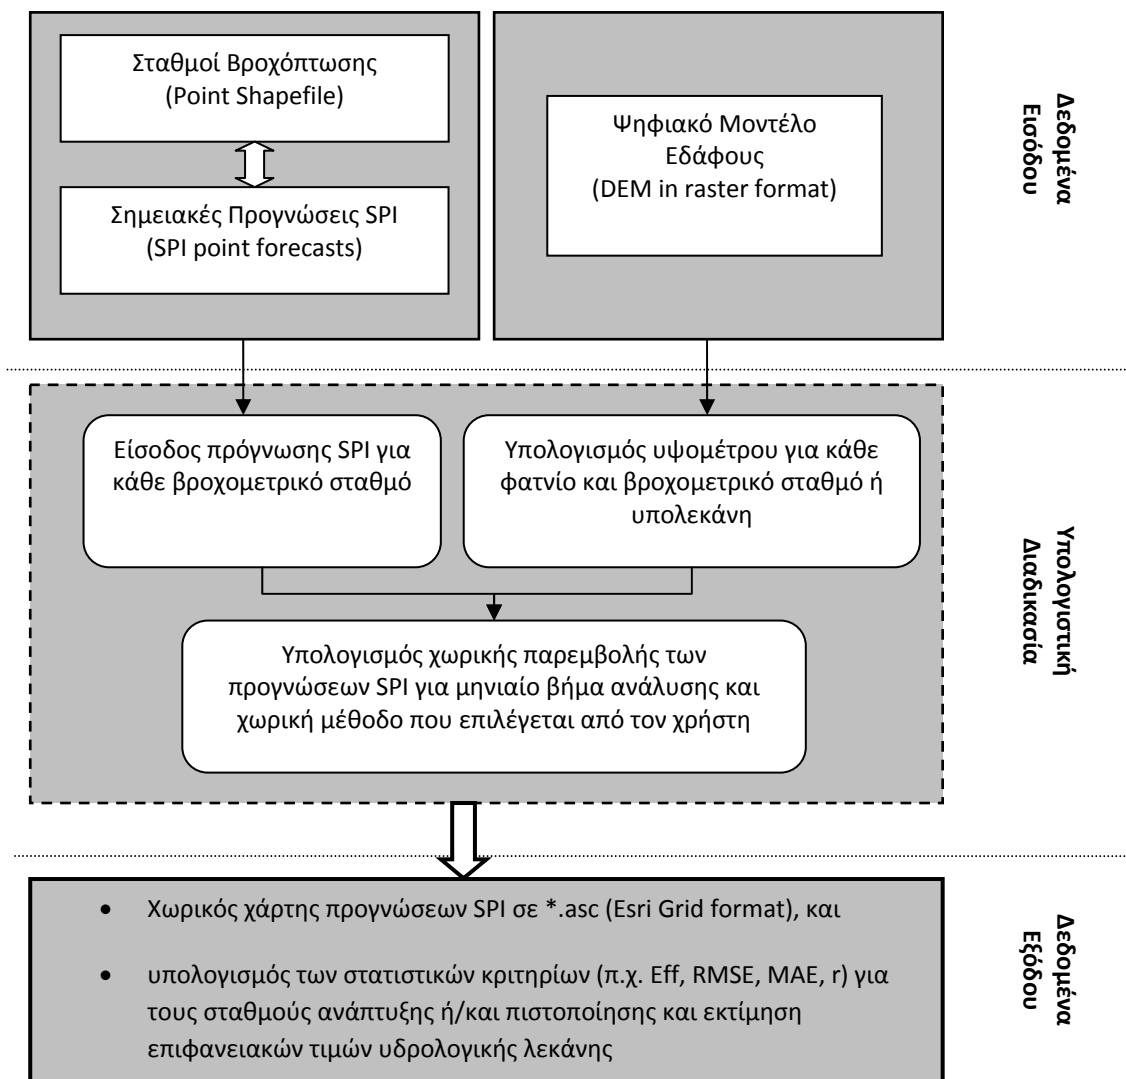 Σταθμοί Βροχόπτωσης
(Point Shapefile)
Σημειακές Προγνώσεις SPI
(SPI point forecasts)
Ψηφιακό Μοντέλο
Εδάφους
(DEM in raster format)
Δεδομένα
Εισόδου
Είσοδος πρόγνωσης SPI για
κάθε βροχομετρικό σταθμό
Υπολογισμός υψομέτρου για κάθε
φατνίο και βροχομετρικό σταθμό ή
υπολεκάνη
Υπολογισμός χωρικής παρεμβολής των
προγνώσεων SPI για μηνιαίο βήμα ανάλυσης και
χωρική μέθοδο που επιλέγεται από τον χρήστη
Υπολογιστική
Διαδικασία
• Χωρικός χάρτης προγνώσεων SPI σε *.asc (Esri Grid format), και
• υπολογισμός των στατιστικών κριτηρίων (π.χ. Eff, RMSE, MAE, r) για
τους σταθμούς ανάπτυξης ή/και πιστοποίησης και εκτίμηση
επιφανειακών τιμών υδρολογικής λεκάνης
Δεδομένα
Εξόδου